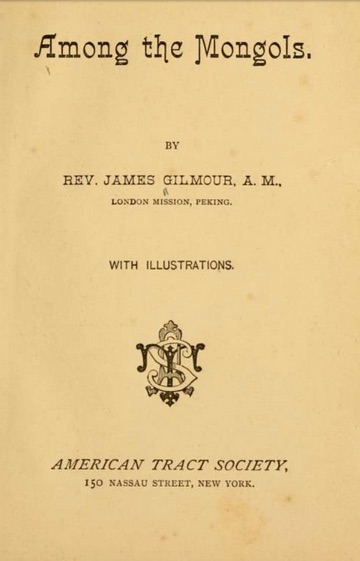 Among the Mongols.
BY
REV. JAMES GILMOUR, A. M.,
LONDON MISSION, PEKING.
WITH ILLUSTRATIONS.
AMERICAN TRACT SOCIETY,
150 NASSAU STREET, NEW YORK.